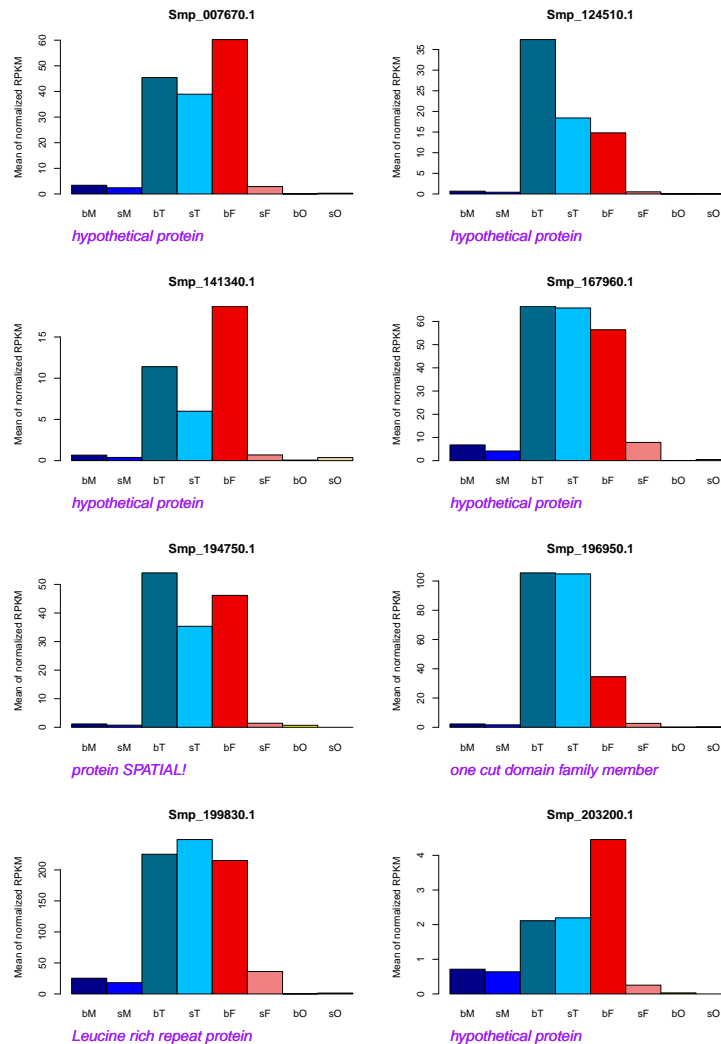 Smp_007670.1
Mean of normalized RPKM
60
50
40
30
20
10
0
bM sM bT sT bF sF bO sO
hypothetical protein
Smp_124510.1
Mean of normalized RPKM
35
30
25
20
15
10
5
0
bM sM bT sT bF sF bO sO
hypothetical protein
Smp_141340.1
Mean of normalized RPKM
15
10
5
0
bM sM bT sT bF sF bO sO
hypothetical protein
Smp_167960.1
Mean of normalized RPKM
60
50
40
30
20
10
0
bM sM bT sT bF sF bO sO
hypothetical protein
Smp_194750.1
Mean of normalized RPKM
50
40
30
20
10
0
bM sM bT sT bF sF bO sO
protein SPATIAL!
Smp_196950.1
Mean of normalized RPKM
100
80
60
40
20
0
bM sM bT sT bF sF bO sO
one cut domain family member
Smp_199830.1
Mean of normalized RPKM
200
150
100
50
0
bM sM bT sT bF sF bO sO
Leucine rich repeat protein
Smp_203200.1
Mean of normalized RPKM
4
3
2
1
0
bM sM bT sT bF sF bO sO
hypothetical protein